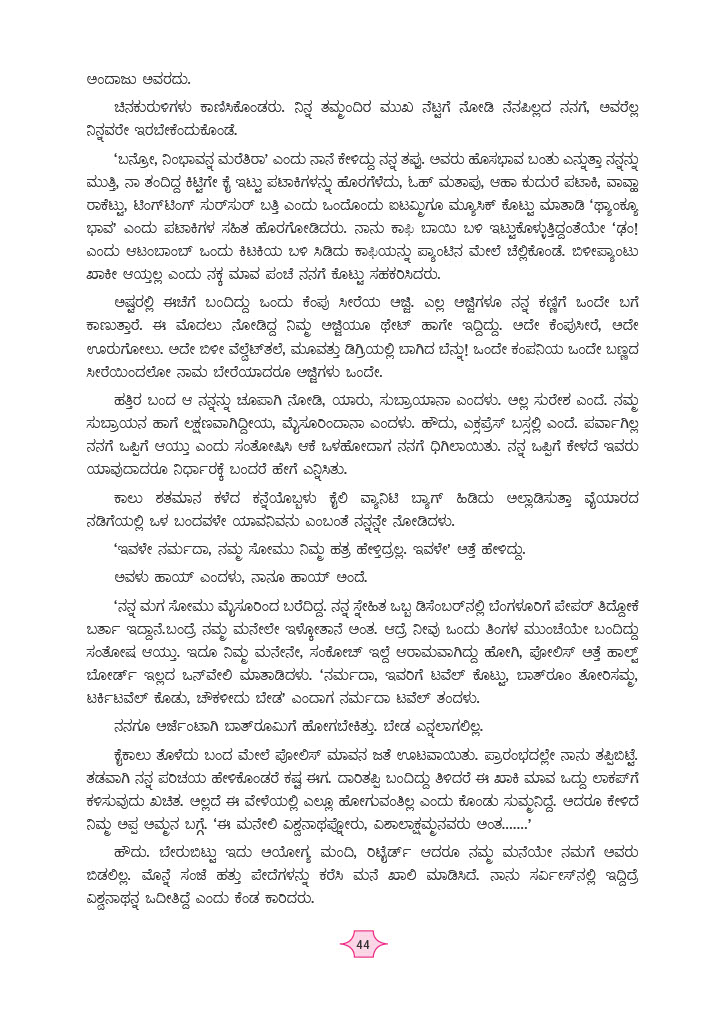 ಅಂದಾಜು ಅವರದು.
ಚಿನಕುರುಳಿಗಳು ಕಾಣಿಸಿಕೊಂಡರು. ನಿನ್ನ ತಮ್ಮಂದಿರ ಮುಖ ನೆಟ್ಟಗೆ ನೋಡಿ ನೆನಪಿಲ್ಲದ ನನಗೆ, ಅವರೆಲ್ಲ
ನಿನ್ನವರೇ ಇರಬೇಕೆಂದುಕೊಂಡೆ.
‘ಬನ್ರೋ, ನಿಂಭಾವನ್ನ ಮರೆತಿರಾ’ ಎಂದು ನಾನೆ ಕೇಳಿದ್ದು ನನ್ನ ತಪ್ಪು. ಅವರು ಹೊಸಭಾವ ಬಂತು ಎನ್ನುತ್ತಾ ನನ್ನನ್ನು
ಮುತ್ತಿ, ನಾ ತಂದಿದ್ದ ಕಿಟ್ಟಿಗೇ ಕೈ ಇಟ್ಟು ಪಟಾಕಿಗಳನ್ನು ಹೊರಗೆಳೆದು, ಓಹ್ ಮತಾಪು, ಆಹಾ ಕುದುರೆ ಪಟಾಕಿ, ವಾವ್ಹಾ
ರಾಕೆಟ್ಟು, ಟಿಂಗ್‌ಟಿಂಗ್ ಸುರ್‌ಸುರ್ ಬತ್ತಿ ಎಂದು ಒಂದೊಂದು ಐಟಮ್ಮಿಗೂ ಮ್ಯೂಸಿಕ್ ಕೊಟ್ಟು ಮಾತಾಡಿ ‘ಥ್ಯಾಂಕ್ಯೂ
ಭಾವ’ ಎಂದು ಪಟಾಕಿಗಳ ಸಹಿತ ಹೊರಗೋಡಿದರು. ನಾನು ಕಾಫಿ ಬಾಯಿ ಬಳಿ ಇಟ್ಟುಕೊಳ್ಳುತ್ತಿದ್ದಂತೆಯೇ ‘ಢಂ!
ಎಂದು ಆಟಂಬಾಂಬ್ ಒಂದು ಕಿಟಕಿಯ ಬಳಿ ಸಿಡಿದು ಕಾಫಿಯನ್ನು ಪ್ಯಾಂಟಿನ ಮೇಲೆ ಚೆಲ್ಲಿಕೊಂಡೆ. ಬಿಳೀಪ್ಯಾಂಟು
ಖಾಕೀ ಆಯ್ತಲ್ಲ ಎಂದು ನಕ್ಕ ಮಾವ ಪಂಚೆ ನನಗೆ ಕೊಟ್ಟು ಸಹಕರಿಸಿದರು.
ಅಷ್ಟರಲ್ಲಿ ಈಚೆಗೆ ಬಂದಿದ್ದು ಒಂದು ಕೆಂಪು ಸೀರೆಯ ಅಜ್ಜಿ. ಎಲ್ಲ ಅಜ್ಜಿಗಳೂ ನನ್ನ ಕಣ್ಣಿಗೆ ಒಂದೇ ಬಗೆ
ಕಾಣುತ್ತಾರೆ. ಈ ಮೊದಲು ನೋಡಿದ್ದ ನಿಮ್ಮ ಅಜ್ಜಿಯೂ ಥೇಟ್ ಹಾಗೇ ಇದ್ದಿದ್ದು. ಅದೇ ಕೆಂಪುಸೀರೆ, ಅದೇ
ಊರುಗೋಲು. ಅದೇ ಬಿಳೀ ವೆಲ್ವೆಟ್‌ತಲೆ, ಮೂವತ್ತು ಡಿಗ್ರಿಯಲ್ಲಿ ಬಾಗಿದ ಬೆನ್ನು! ಒಂದೇ ಕಂಪನಿಯ ಒಂದೇ ಬಣ್ಣದ
ಸೀರೆಯಿಂದಲೋ ನಾಮ ಬೇರೆಯಾದರೂ ಅಜ್ಜಿಗಳು ಒಂದೇ.
ಹತ್ತಿರ ಬಂದ ಆ ನನ್ನನ್ನು ಚೂಪಾಗಿ ನೋಡಿ, ಯಾರು, ಸುಬ್ರಾಯಾನಾ ಎಂದಳು. ಅಲ್ಲ ಸುರೇಶ ಎಂದೆ. ನಮ್ಮ
ಸುಬ್ರಾಯನ ಹಾಗೆ ಲಕ್ಷಣವಾಗಿದ್ದೀಯ, ಮೈಸೂರಿಂದಾನಾ ಎಂದಳು. ಹೌದು, ಎಕ್ಸಪ್ರೆಸ್ ಬಸ್ಸಲ್ಲಿ ಎಂದೆ. ಪರ್ವಾಗಿಲ್ಲ
ನನಗೆ ಒಪ್ಪಿಗೆ ಆಯ್ತು ಎಂದು ಸಂತೋಷಿಸಿ ಆಕೆ ಒಳಹೋದಾಗ ನನಗೆ ಧಿಗಿಲಾಯಿತು. ನನ್ನ ಒಪ್ಪಿಗೆ ಕೇಳದೆ ಇವರು
ಯಾವುದಾದರೂ ನಿರ್ಧಾರಕ್ಕೆ ಬಂದರೆ ಹೇಗೆ ಎನ್ನಿಸಿತು.
ಕಾಲು ಶತಮಾನ ಕಳೆದ ಕನ್ನೆಯೊಬ್ಬಳು ಕೈಲಿ ವ್ಯಾನಿಟಿ ಬ್ಯಾಗ್ ಹಿಡಿದು ಅಲ್ಲಾಡಿಸುತ್ತಾ ವೈಯಾರದ
ನಡಿಗೆಯಲ್ಲಿ ಒಳ ಬಂದವಳೇ ಯಾವನಿವನು ಎಂಬಂತೆ ನನ್ನನ್ನೇ ನೋಡಿದಳು.
‘ಇವಳೇ ನರ್ಮದಾ, ನಮ್ಮ ಸೋಮು ನಿಮ್ಮ ಹತ್ರ ಹೇಳ್ತಿದ್ರಲ್ಲ. ಇವಳೇ’ ಅತ್ತೆ ಹೇಳಿದ್ದು.
ಅವಳು ಹಾಯ್ ಎಂದಳು, ನಾನೂ ಹಾಯ್ ಅಂದೆ.
‘ನನ್ನ ಮಗ ಸೋಮು ಮೈಸೂರಿಂದ ಬರೆದಿದ್ದ. ನನ್ನ ಸ್ನೇಹಿತ ಒಬ್ಬ ಡಿಸೆಂಬರ್‌ನಲ್ಲಿ ಬೆಂಗಳೂರಿಗೆ ಪೇಪರ್ ತಿದ್ದೋಕೆ
ಬರ್ತಾ ಇದ್ದಾನೆ.ಬಂದ್ರೆ ನಮ್ಮ ಮನೇಲೇ ಇಳ್ಕೋತಾನೆ ಅಂತ. ಆದ್ರೆ ನೀವು ಒಂದು ತಿಂಗಳ ಮುಂಚೆಯೇ ಬಂದಿದ್ದು
ಸಂತೋಷ ಆಯ್ತು. ಇದೂ ನಿಮ್ಮ ಮನೇನೇ, ಸಂಕೋಚ್ ಇಲ್ದೆ ಆರಾಮವಾಗಿದ್ದು ಹೋಗಿ, ಪೋಲಿಸ್ ಅತ್ತೆ ಹಾಲ್ಟ್
ಬೋರ್ಡ್ ಇಲ್ಲದ ಒನ್‌ವೇಲಿ ಮಾತಾಡಿದಳು. ‘ನರ್ಮದಾ, ಇವರಿಗೆ ಟವೆಲ್ ಕೊಟ್ಟು, ಬಾತ್‌ರೂಂ ತೋರಿಸಮ್ಮ,
ಟರ್ಕಿಟವೆಲ್ ಕೊಡು, ಚೌಕಳೀದು ಬೇಡ’ ಎಂದಾಗ ನರ್ಮದಾ ಟವೆಲ್ ತಂದಳು.
ನನಗೂ ಅರ್ಜೆಂಟಾಗಿ ಬಾತ್‌ರೂಮಿಗೆ ಹೋಗಬೇಕಿತ್ತು. ಬೇಡ ಎನ್ನಲಾಗಲಿಲ್ಲ.
ಕೈಕಾಲು ತೊಳೆದು ಬಂದ ಮೇಲೆ ಪೋಲಿಸ್ ಮಾವನ ಜತೆ ಊಟವಾಯಿತು. ಪ್ರಾರಂಭದಲ್ಲೇ ನಾನು ತಪ್ಪಿಬಿಟ್ಟೆ.
ತಡವಾಗಿ ನನ್ನ ಪರಿಚಯ ಹೇಳಿಕೊಂಡರೆ ಕಷ್ಟ ಈಗ. ದಾರಿತಪ್ಪಿ ಬಂದಿದ್ದು ತಿಳಿದರೆ ಈ ಖಾಕಿ ಮಾವ ಒದ್ದು ಲಾಕಪ್‌ಗೆ
ಕಳಿಸುವುದು ಖಚಿತ. ಅಲ್ಲದೆ ಈ ವೇಳೆಯಲ್ಲಿ ಎಲ್ಲೂ ಹೋಗುವಂತಿಲ್ಲ ಎಂದು ಕೊಂಡು ಸುಮ್ಮನಿದ್ದೆ. ಆದರೂ ಕೇಳಿದೆ
ನಿಮ್ಮ ಅಪ್ಪ ಅಮ್ಮನ ಬಗ್ಗೆ. ‘ಈ ಮನೇಲಿ ವಿಶ್ವನಾಥಪ್ನೋರು, ವಿಶಾಲಾಕ್ಷಮ್ಮನವರು ಅಂತ.......’
ಹೌದು. ಬೇರುಬಿಟ್ಟು ಇದು ಅಯೋಗ್ಯ ಮಂದಿ, ರಿಟೈರ್ಡ್ ಆದರೂ ನಮ್ಮ ಮನೆಯೇ ನಮಗೆ ಅವರು
ಬಿಡಲಿಲ್ಲ. ಮೊನ್ನೆ ಸಂಜೆ ಹತ್ತು ಪೇದೆಗಳನ್ನು ಕರೆಸಿ ಮನೆ ಖಾಲಿ ಮಾಡಿಸಿದೆ. ನಾನು ಸರ್ವಿಸ್‌ನಲ್ಲಿ ಇದ್ದಿದ್ರೆ
ವಿಶ್ವನಾಥನ್ನ ಒದೀತಿದ್ದೆ ಎಂದು ಕೆಂಡ ಕಾರಿದರು.
44